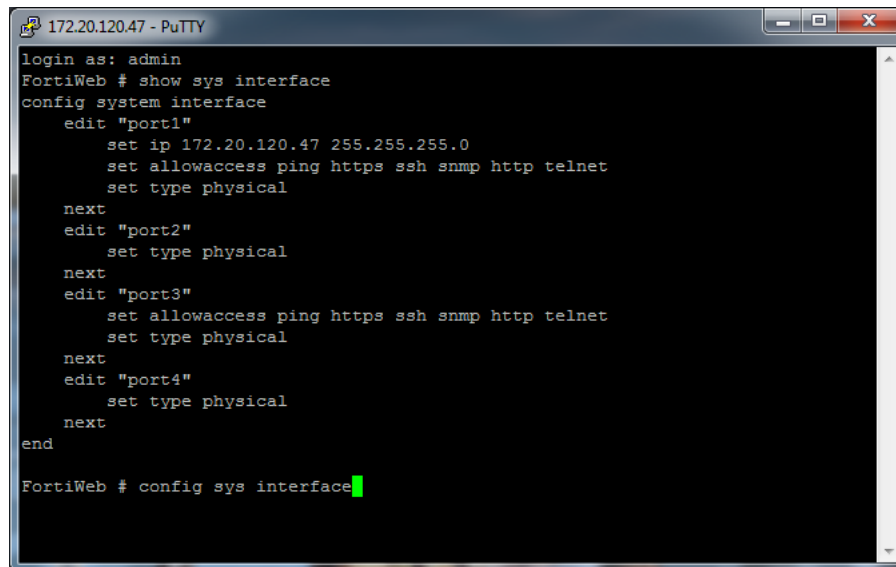 172.20.120.47 - PuTTY
login as: admin
FortiWeb # show sys interface
config system interface
    edit "port1"
        set ip 172.20.120.47 255.255.255.0
        set allowaccess ping https ssh snmp http telnet
        set type physical
    next
    edit "port2"
        set type physical
    next
    edit "port3"
        set allowaccess ping https ssh snmp http telnet
        set type physical
    next
    edit "port4"
        set type physical
    next
end
FortiWeb # config sys interface